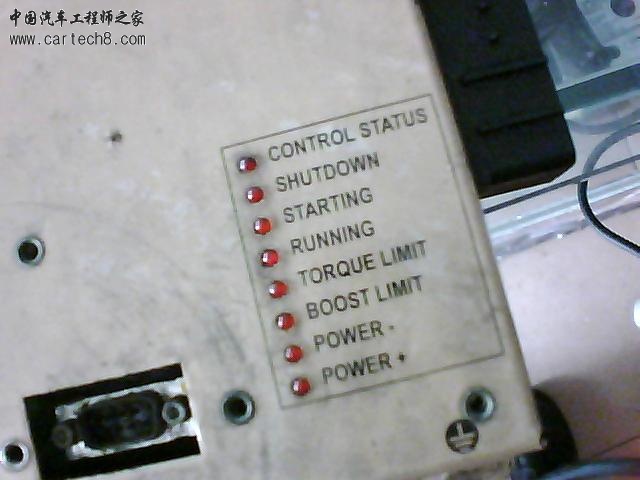 中国汽车工程师之家
www.cartech8.com
CONTROL STATUS
SHUTDOWN
STARTING
RUNNING
TORQUE LIMIT
BOOST LIMIT
POWER -
POWER +